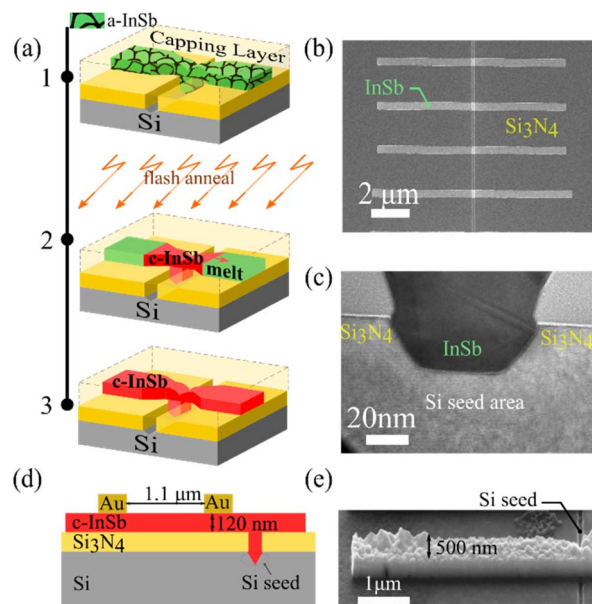 (a)
a-InSb
Capping Layer
1
Si
flash anneal
2
c-InSb
melt
Si
3
c-InSb
Si
(b)
InSb
Si3N4
2 μm
(c)
Si3N4
Si3N4
InSb
Si seed area
20nm
(d)
1.1 μm
Au
Au
c-InSb
120 nm
Si3N4
Si
Si seed
(e)
Si seed
500 nm
1μm